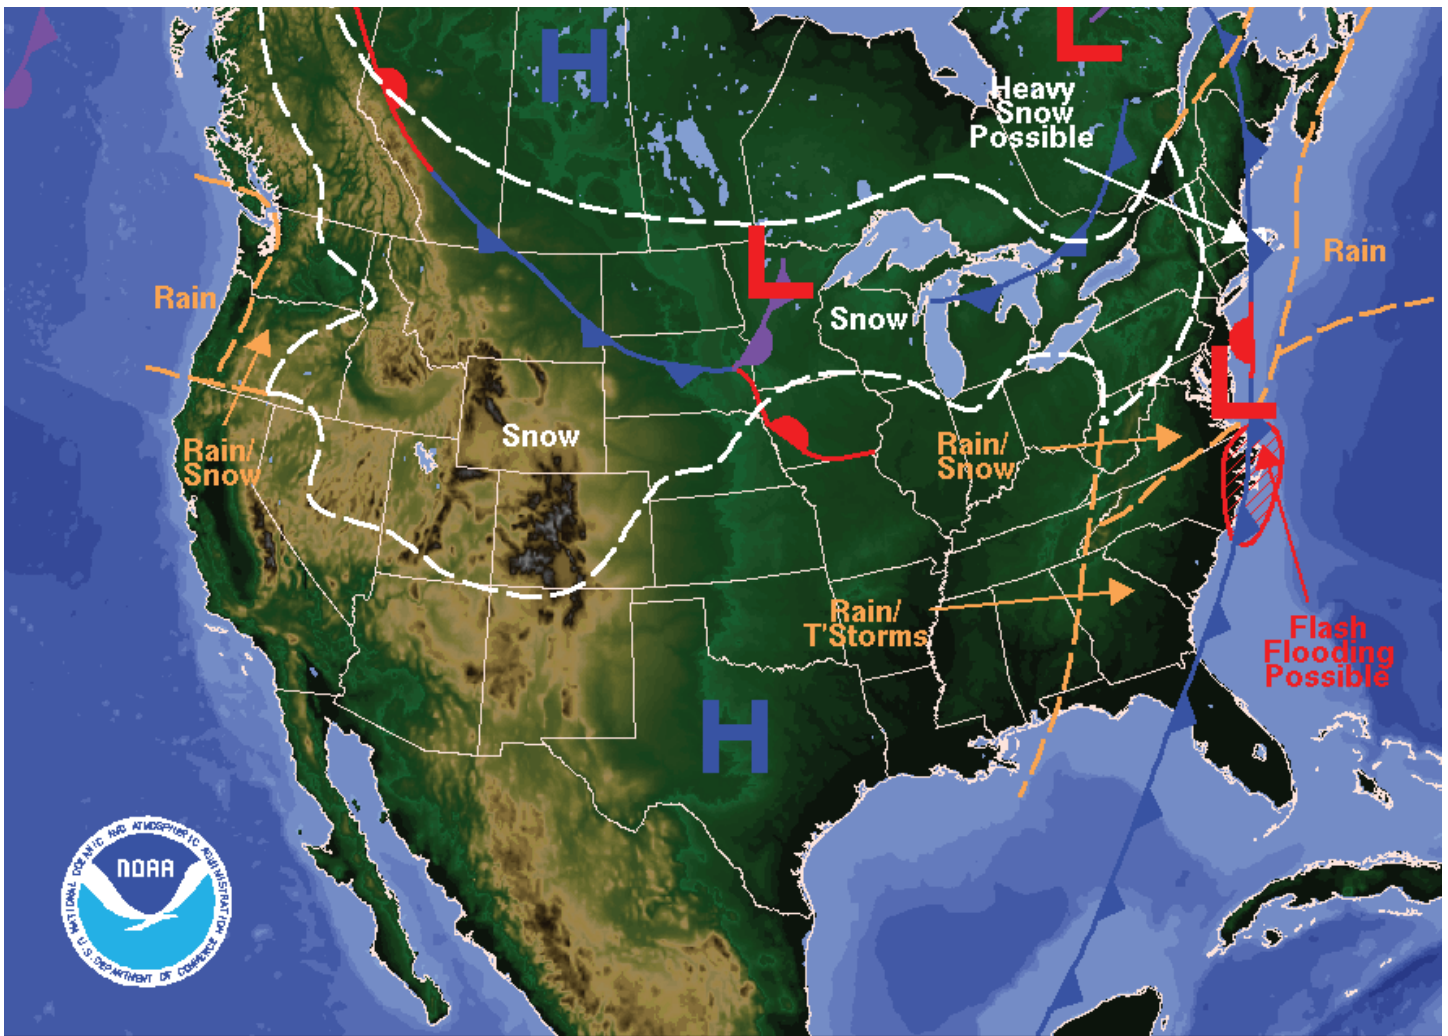 H
L
Heavy
Snow
Possible
L
Rain
Rain
Snow
L
Rain/
Snow
Snow
Rain/
Snow
Rain/
T'Storms
Flash
Flooding
Possible
H
NATIONAL OCEANIC AND ATMOSPHERIC ADMINISTRATION
NOAA
U.S. DEPARTMENT OF COMMERCE